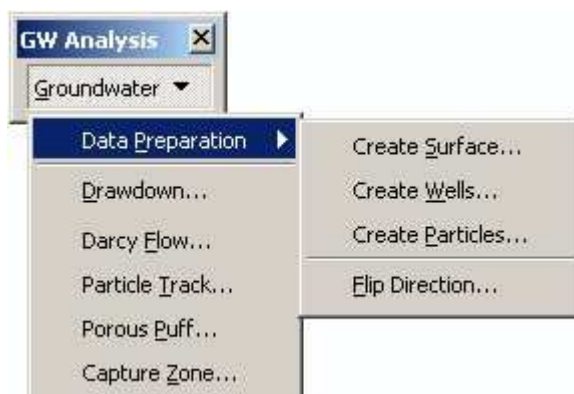 GW Analysis
Groundwater
Data Preparation
Drawdown...
Darcy Flow...
Particle Track...
Porous Puff...
Capture Zone...
Create Surface...
Create Wells...
Create Particles...
Flip Direction...